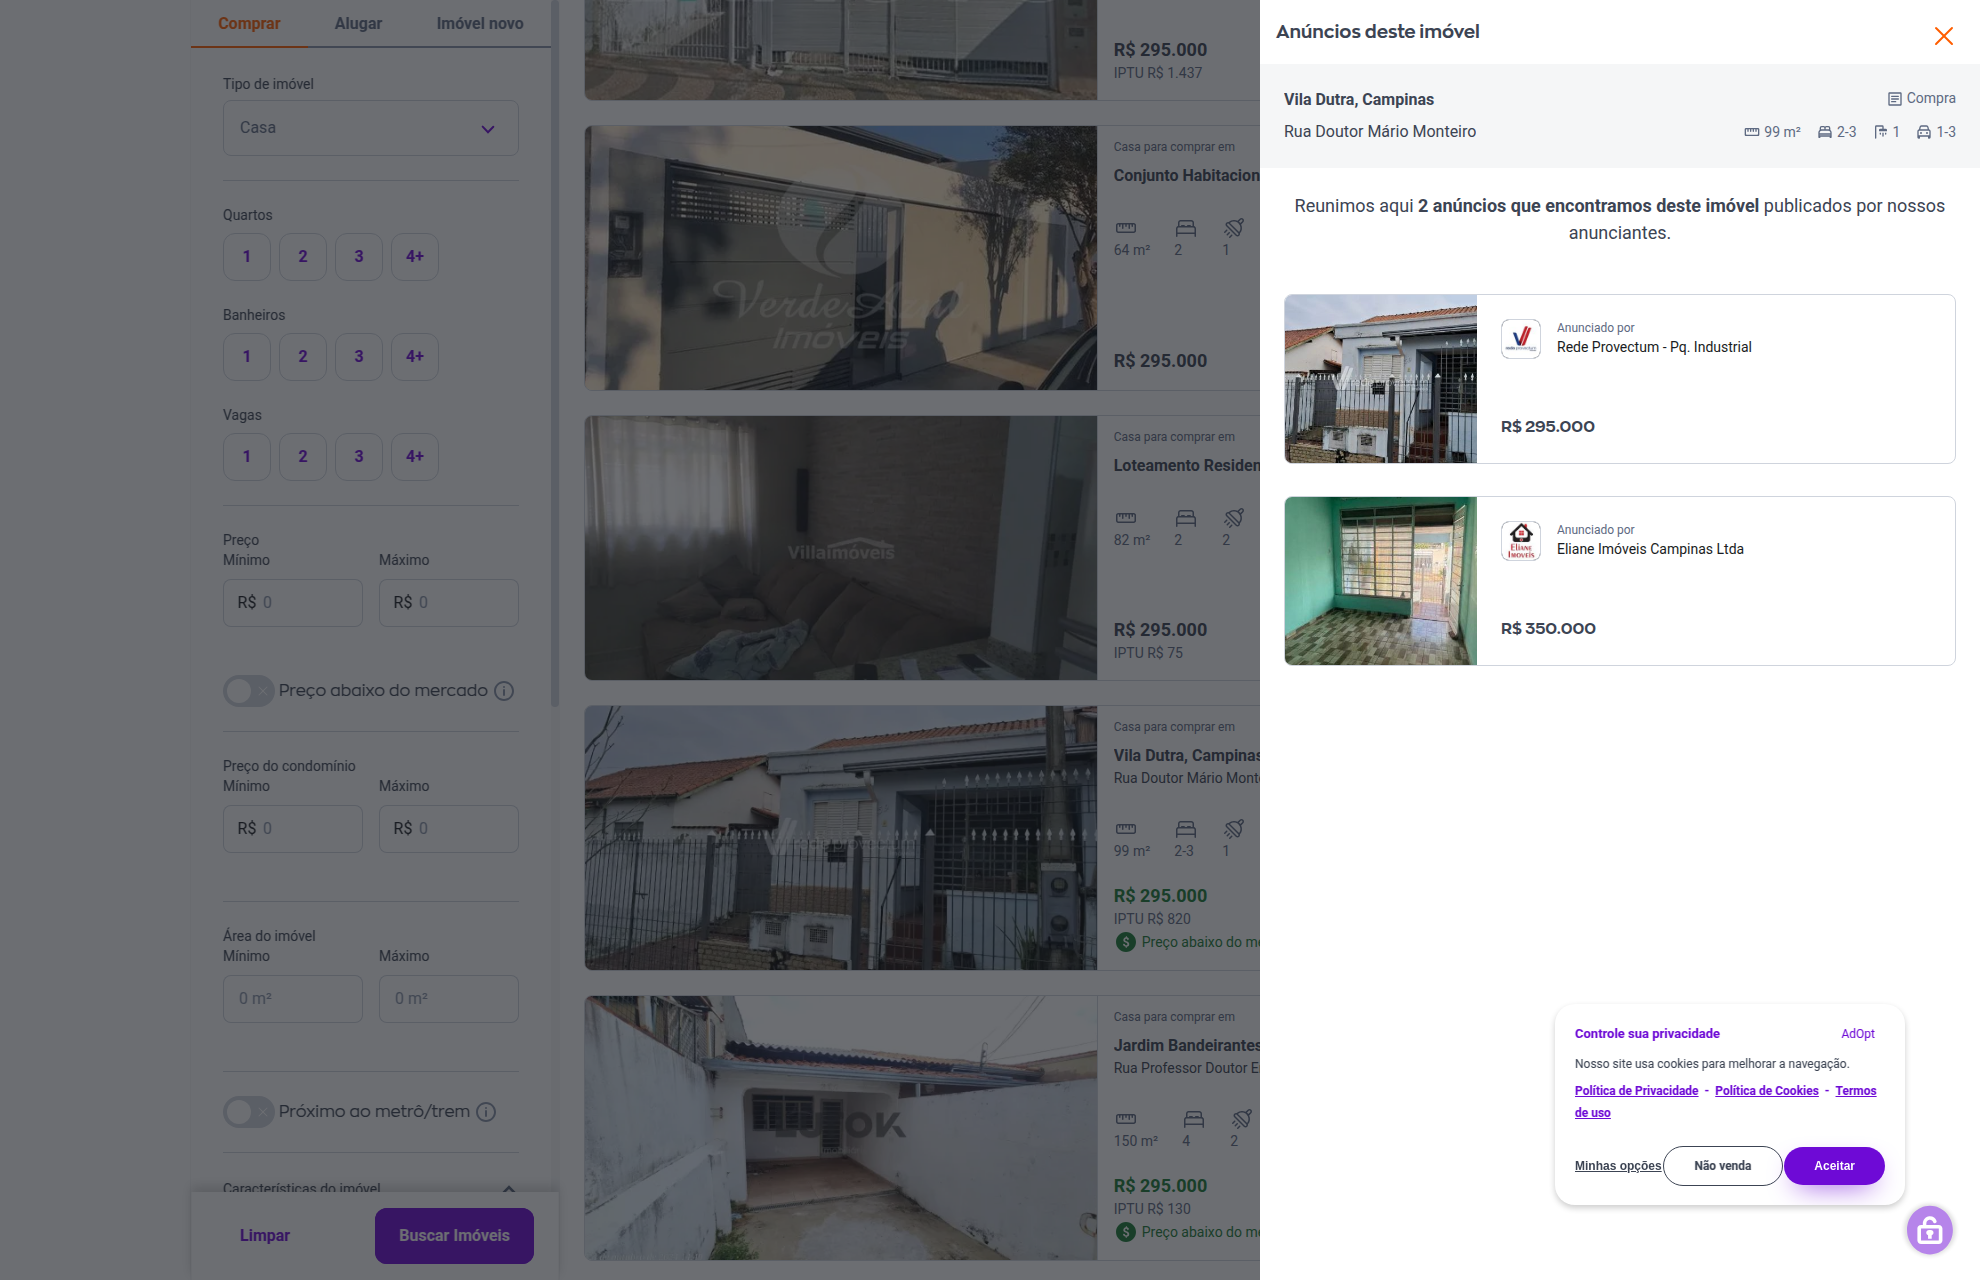 Comprar
Alugar
Imóvel novo
Tipo de imóvel
Casa
Quartos
1
2
3
4+
Banheiros
1
2
3
4+
Vagas
1
2
3
4+
Preço
Mínimo
Máximo
R$ 0
R$ 0
Preço abaixo do mercado
Preço do condomínio
Mínimo
Máximo
R$ 0
R$ 0
Área do imóvel
Mínimo
Máximo
0 m²
0 m²
Próximo ao metrô/trem
Características do imóvel
Limpar
Buscar Imóveis
R$ 295.000
IPTU R$ 1.437
VerdeAzul
Imóveis
Casa para comprar em
Conjunto Habitacion
64 m²
2
1
R$ 295.000
Villaimóveis
Casa para comprar em
Loteamento Residen
82 m²
2
2
R$ 295.000
IPTU R$ 75
Casa para comprar em
Vila Dutra, Campinas
Rua Doutor Mário Monte
99 m²
2-3
1
R$ 295.000
IPTU R$ 820
Preço abaixo do me
Casa para comprar em
Jardim Bandeirantes
Rua Professor Doutor E
150 m²
4
2
R$ 295.000
IPTU R$ 130
Preço abaixo do me
Anúncios deste imóvel
Vila Dutra, Campinas
Compra
Rua Doutor Mário Monteiro
99 m²
2-3
1
1-3
Reunimos aqui 2 anúncios que encontramos deste imóvel publicados por nossos
anunciantes.
Anunciado por
Rede Provectum - Pq. Industrial
R$ 295.000
Eliane
Imóveis
Anunciado por
Eliane Imóveis Campinas Ltda
R$ 350.000
Controle sua privacidade
AdOpt
Nosso site usa cookies para melhorar a navegação.
Política de Privacidade - Política de Cookies - Termos
de uso
Minhas opções
Não venda
Aceitar